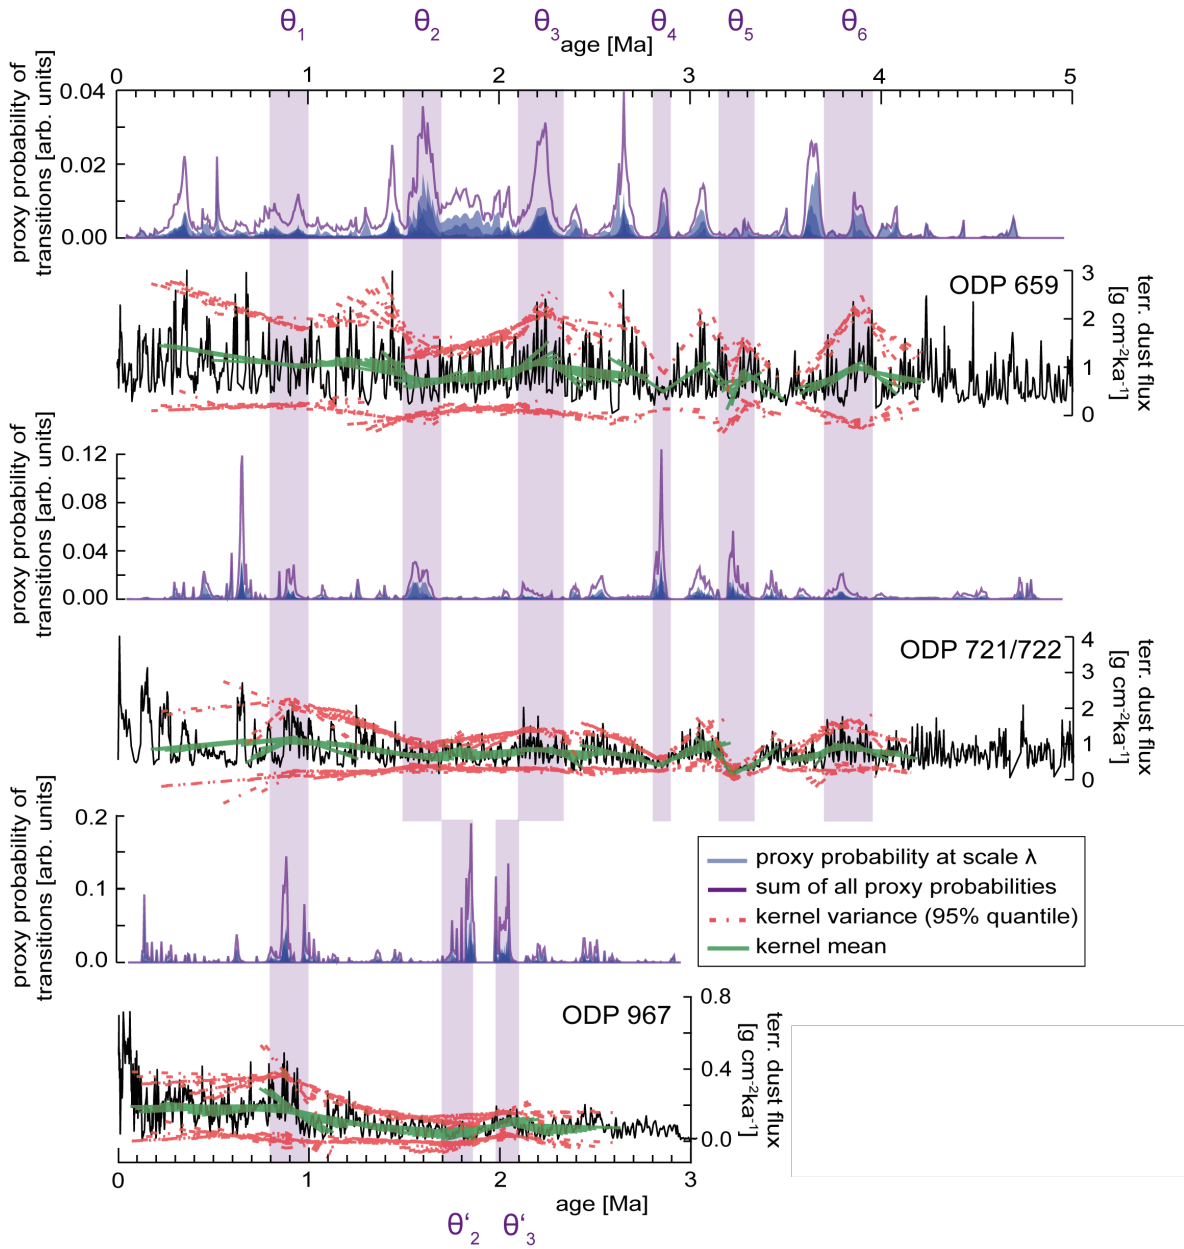 θ1 θ2 θ3 θ4 θ5 θ6
age [Ma]
0 1 2 3 4 5
proxy probability of
transitions [arb. units]
0.04
0.02
0.00
ODP 659
3
2
1
0
terr. dust flux
[g cm-2ka-1]
proxy probability of
transitions [arb. units]
0.12
0.08
0.04
0.00
ODP 721/722
4
3
2
1
0
terr. dust flux
[g cm-2ka-1]
proxy probability of
transitions [arb. units]
0.2
0.1
0.0
proxy probability at scale λ
sum of all proxy probabilities
kernel variance (95% quantile)
kernel mean
ODP 967
0.8
0.4
0.0
terr. dust flux
[g cm-2ka-1]
0 1 2 3
age [Ma]
θ‘2 θ‘3